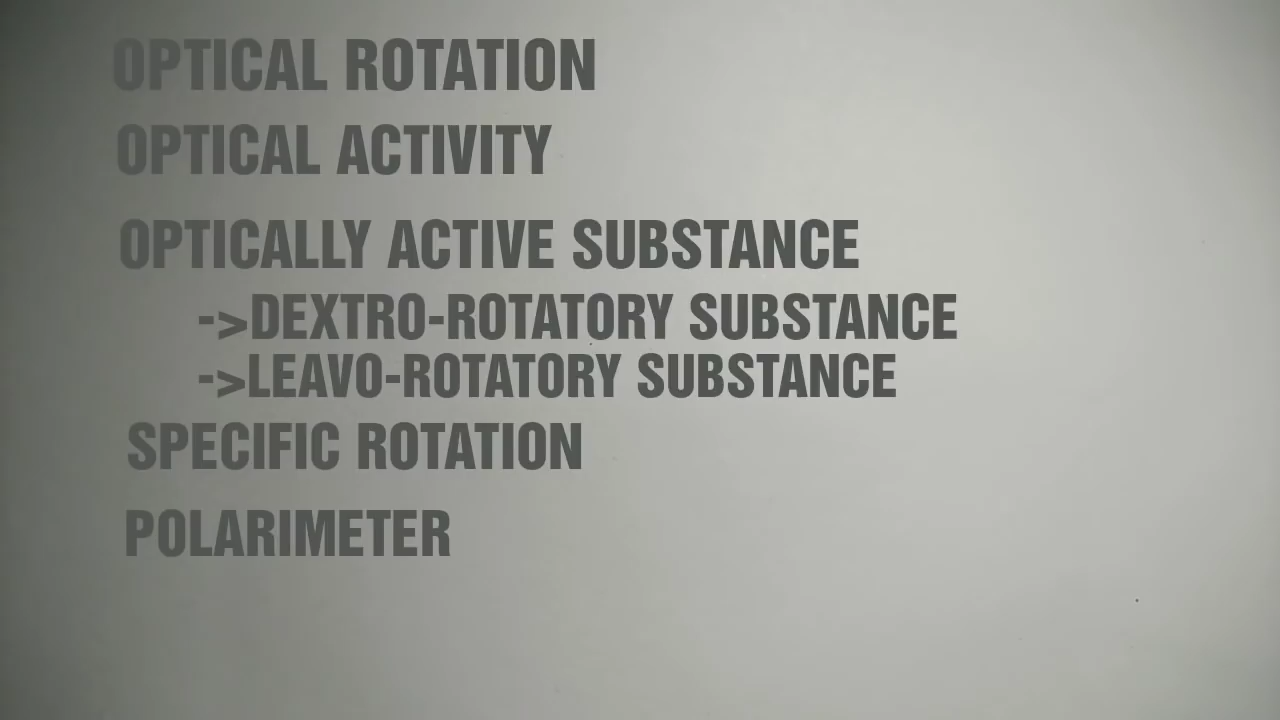 OPTICAL ROTATION
OPTICAL ACTIVITY
OPTICALLY ACTIVE SUBSTANCE
->DEXTRO-ROTATORY SUBSTANCE
->LEAVO-ROTATORY SUBSTANCE
SPECIFIC ROTATION
POLARIMETER